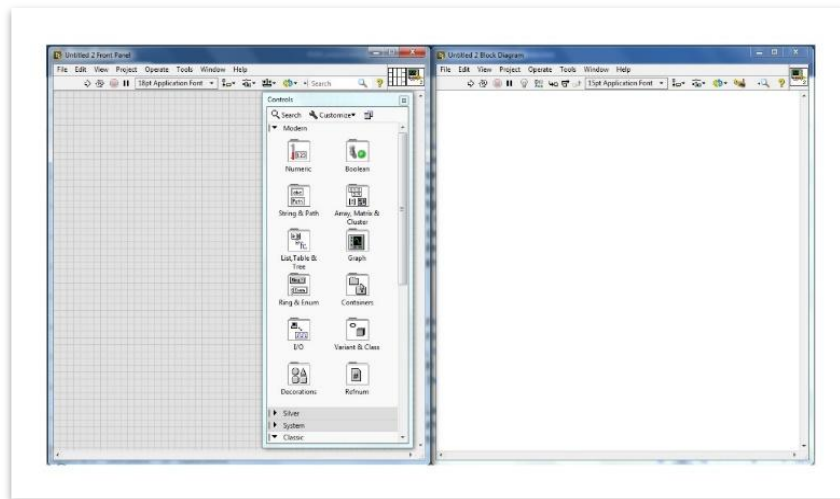 Untitled 2 Front Panel
File Edit View Project Operate Tools Window Help
18pt Application Font
Search
Controls
Search Customize
Modern
Numeric Boolean
String & Path Array, Matrix & Cluster
List, Table & Tree Graph
Ring & Enum Containers
I/O Variant & Class
Decorations Refnum
Silver
System
Classic
Untitled 2 Block Diagram
File Edit View Project Operate Tools Window Help
15pt Application Font